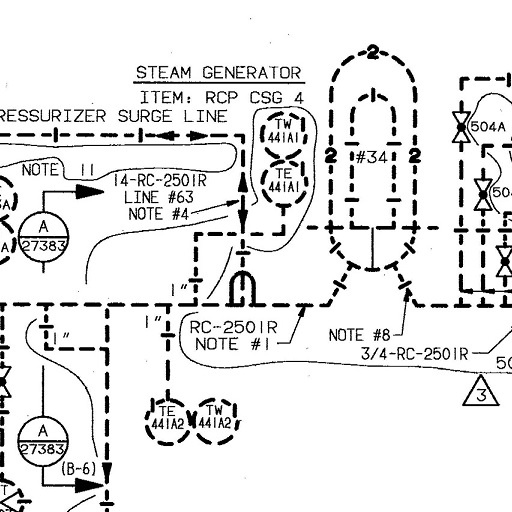 STEAM GENERATOR
ITEM: RCP CSG 4
RESSURIZER SURGE LINE
2
TW
441A1
504A
TE
441A1
2
#34
2
NOTE 11
14-RC-2501R
LINE #63
NOTE #4
50
A
A
27383
A
1"
1"
1"
RC-2501R
NOTE #1
NOTE #8
3/4-RC-2501R
50
3
TE
441A2
TW
441A2
A
27383
(B-6)
T